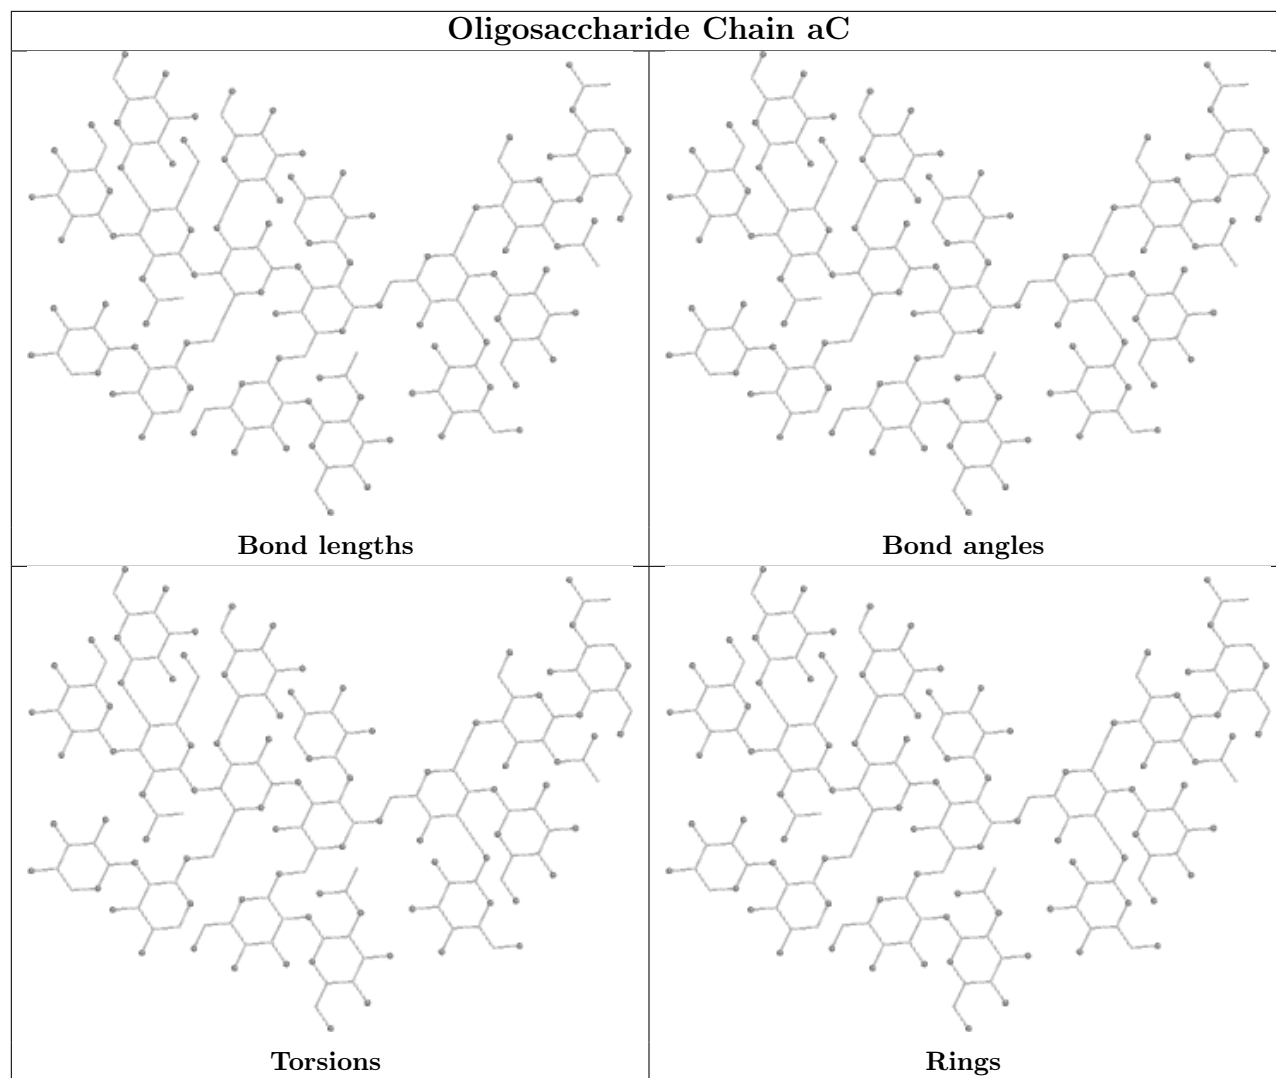 Oligosaccharide Chain aC
Bond lengths
Bond angles
Torsions
Rings